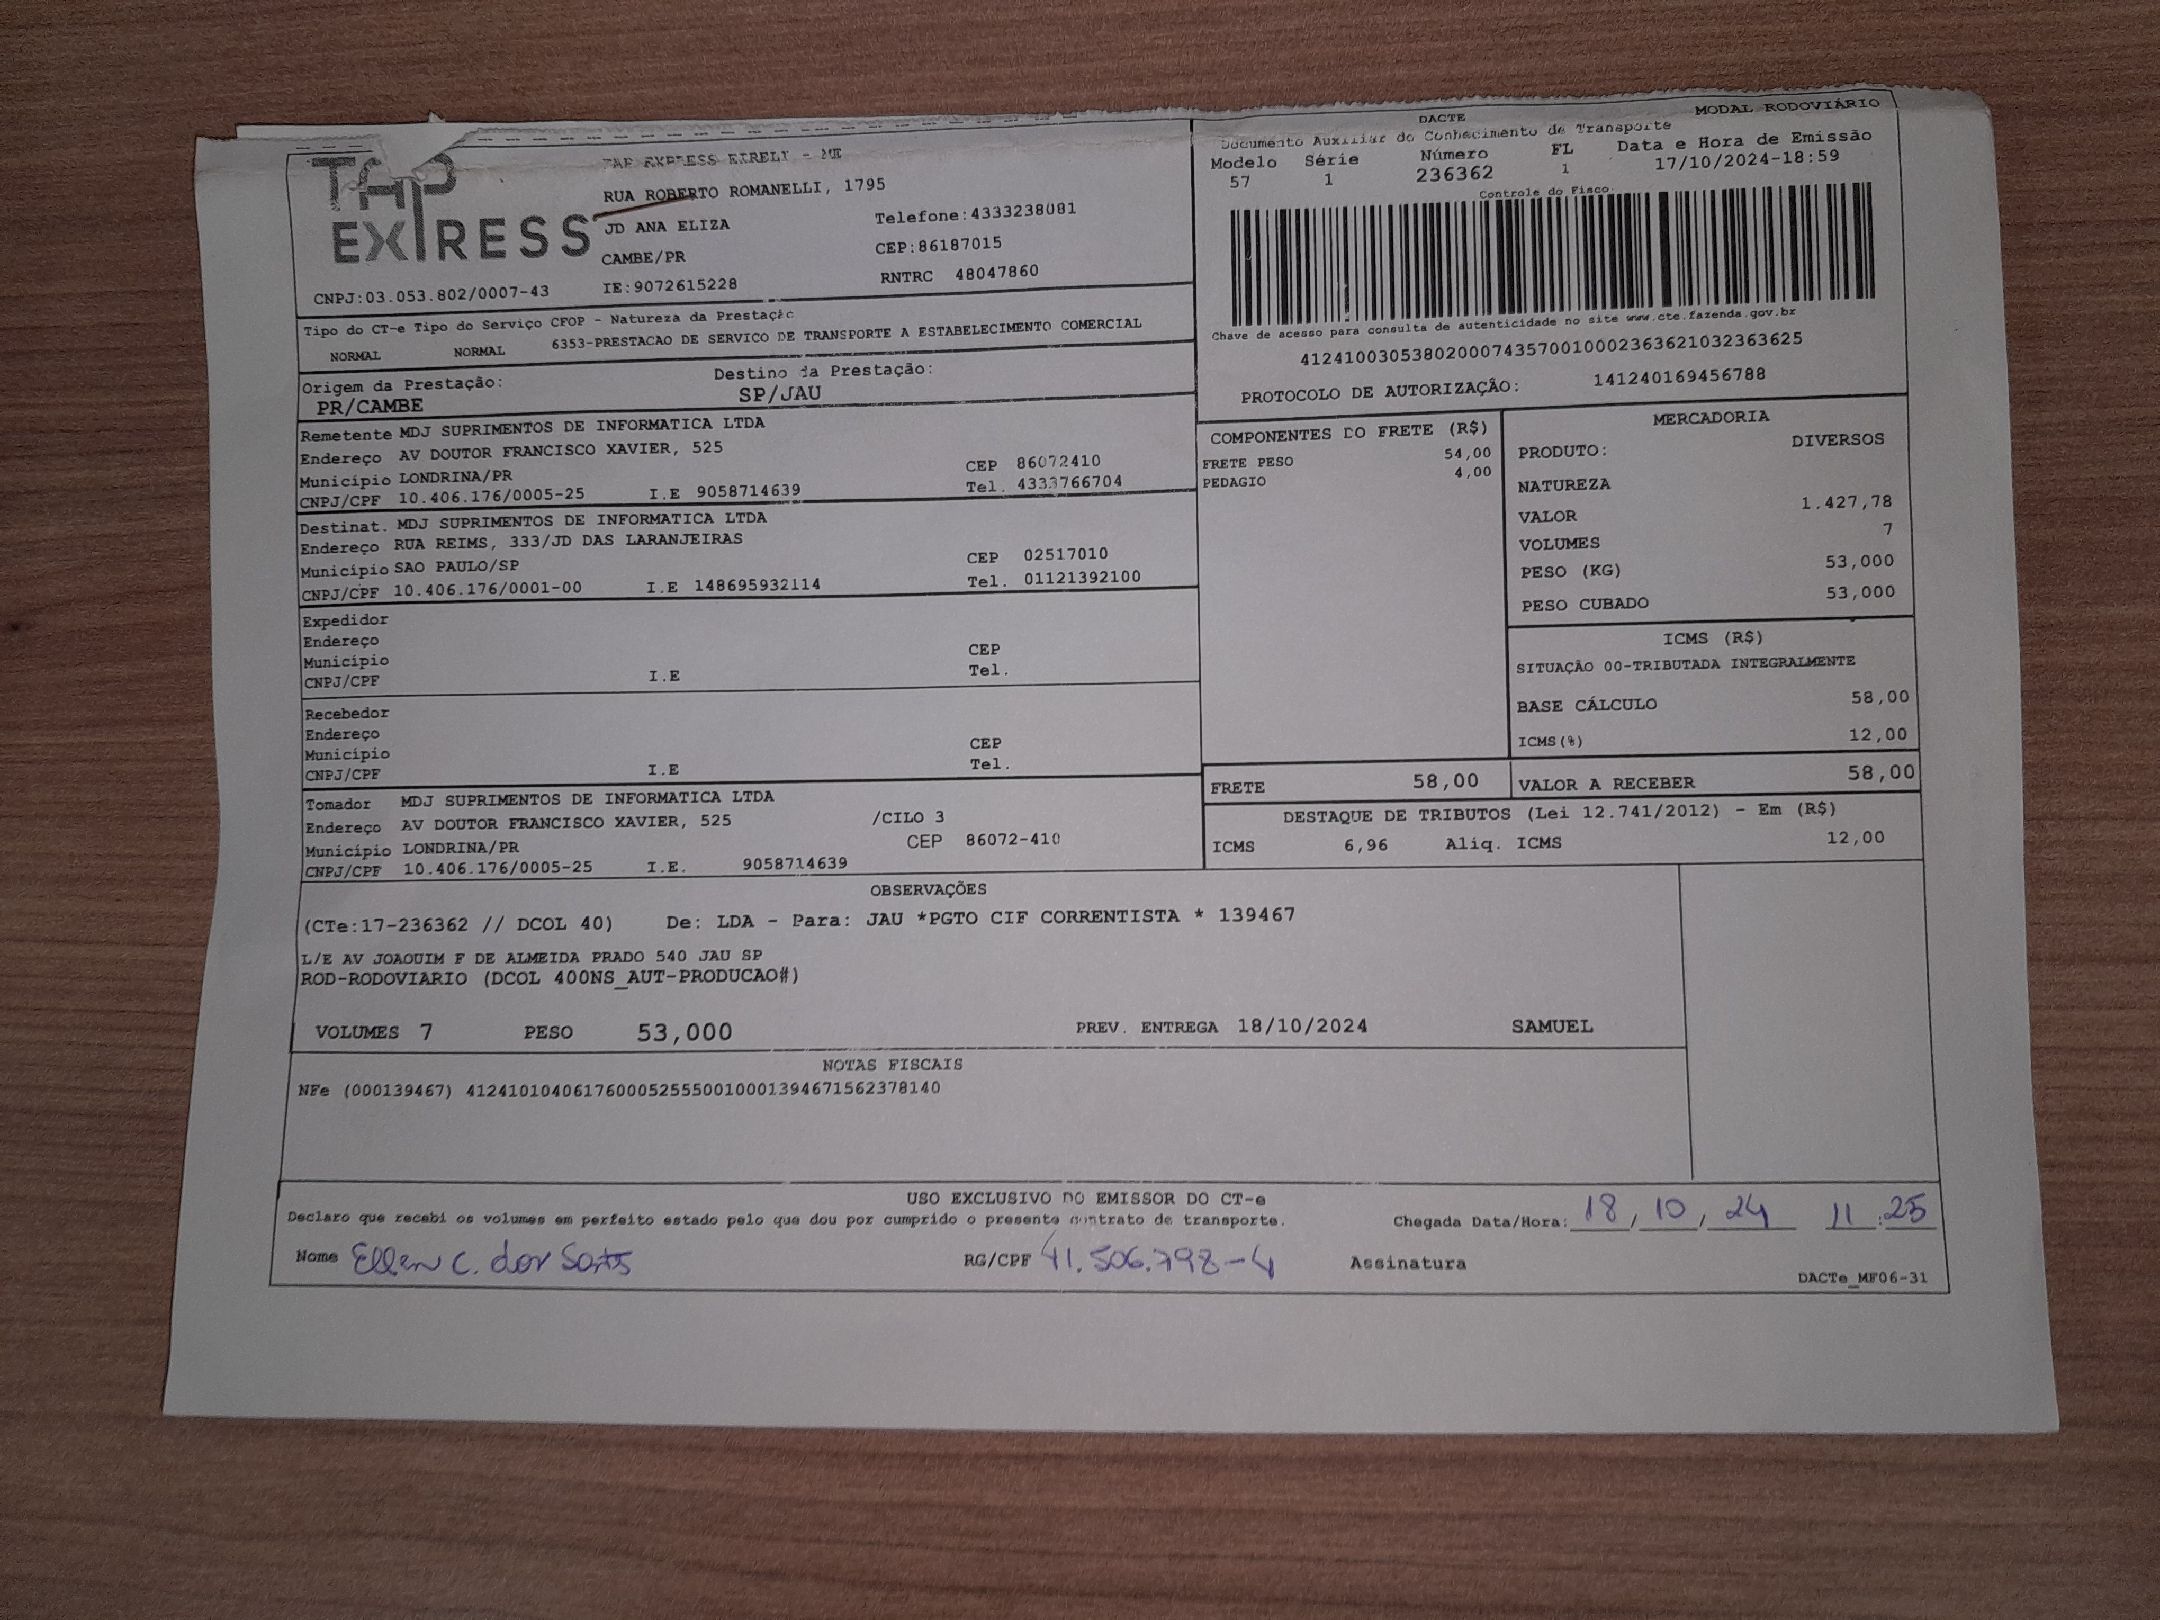 TAP
EXPRESS
CNPJ:03.053.802/0007-43
TAP EXPRESS EIRELI - ME
RUA ROBERTO ROMANELLI, 1795
JD ANA ELIZA Telefone:4333238081
CAMBE/PR CEP:86187015
IE:9072615228 RNTRC 48047860
MODAL RODOVIÁRIO
DACTE
Documento Auxiliar do Conhecimento de Transporte
Modelo Série Número FL Data e Hora de Emissão
57 1 236362 1 17/10/2024-18:59
Controle do Fisco
Chave de acesso para consulta de autenticidade no site www.cte.fazenda.gov.br
41241003053802000743570010002363621032363625
PROTOCOLO DE AUTORIZAÇÃO: 141240169456788
Tipo do CT-e Tipo do Serviço CFOP - Natureza da Prestação
NORMAL NORMAL 6353-PRESTACAO DE SERVICO DE TRANSPORTE A ESTABELECIMENTO COMERCIAL
Origem da Prestação: Destino da Prestação:
PR/CAMBE SP/JAU
Remetente MDJ SUPRIMENTOS DE INFORMATICA LTDA
Endereço AV DOUTOR FRANCISCO XAVIER, 525
Município LONDRINA/PR CEP 86072410
CNPJ/CPF 10.406.176/0005-25 I.E 9058714639 Tel. 4333766704
Destinat. MDJ SUPRIMENTOS DE INFORMATICA LTDA
Endereço RUA REIMS, 333/JD DAS LARANJEIRAS
Município SAO PAULO/SP CEP 02517010
CNPJ/CPF 10.406.176/0001-00 I.E 148695932114 Tel. 01121392100
Expedidor
Endereço
Município CEP
CNPJ/CPF I.E Tel.
Recebedor
Endereço
Município CEP
CNPJ/CPF I.E Tel.
Tomador MDJ SUPRIMENTOS DE INFORMATICA LTDA
Endereço AV DOUTOR FRANCISCO XAVIER, 525 /CILO 3
Município LONDRINA/PR CEP 86072-410
CNPJ/CPF 10.406.176/0005-25 I.E. 9058714639
COMPONENTES DO FRETE (R$)
FRETE PESO 54,00
PEDAGIO 4,00
MERCADORIA
PRODUTO: DIVERSOS
NATUREZA
VALOR 1.427,78
VOLUMES 7
PESO (KG) 53,000
PESO CUBADO 53,000
ICMS (R$)
SITUAÇÃO 00-TRIBUTADA INTEGRALMENTE
BASE CÁLCULO 58,00
ICMS(%) 12,00
FRETE 58,00 VALOR A RECEBER 58,00
DESTAQUE DE TRIBUTOS (Lei 12.741/2012) - Em (R$)
ICMS 6,96 Aliq. ICMS 12,00
OBSERVAÇÕES
(CTe:17-236362 // DCOL 40) De: LDA - Para: JAU *PGTO CIF CORRENTISTA * 139467
L/E AV JOAQUIM F DE ALMEIDA PRADO 540 JAU SP
ROD-RODOVIARIO (DCOL 400NS_AUT-PRODUCAO#)
VOLUMES 7 PESO 53,000 PREV. ENTREGA 18/10/2024 SAMUEL
NOTAS FISCAIS
NFe (000139467) 41241010406176000525550010001394671562378140
USO EXCLUSIVO DO EMISSOR DO CT-e
Declaro que recebi os volumes em perfeito estado pelo que dou por cumprido o presente contrato de transporte. Chegada Data/Hora: 18/10/24 11:25
Nome Ellen C. dos Santos RG/CPF 41.506.798-4 Assinatura
DACTe_MF06-31